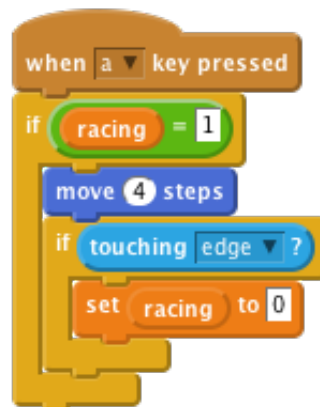 when a key pressed
if racing = 1
move 4 steps
if touching edge ?
set racing to 0